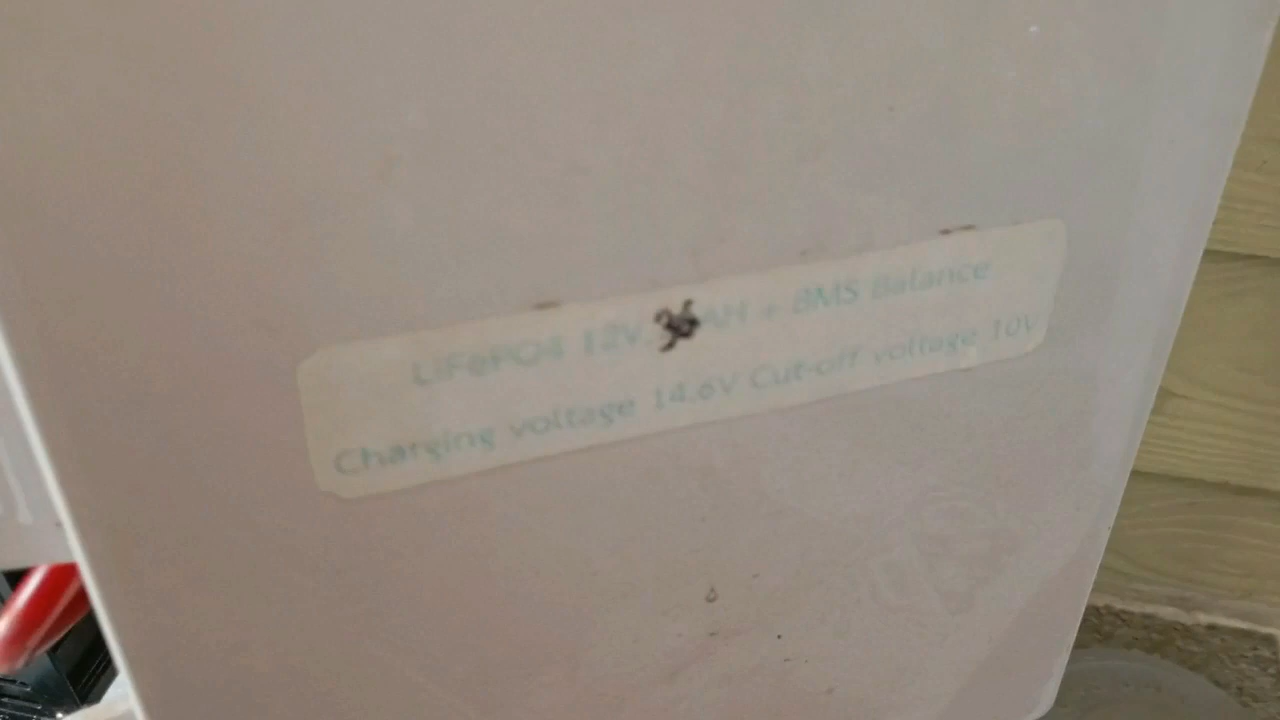 LiFePO4 12V. AH + BMS Balance
Charging voltage 14.6V Cut-off voltage 10V